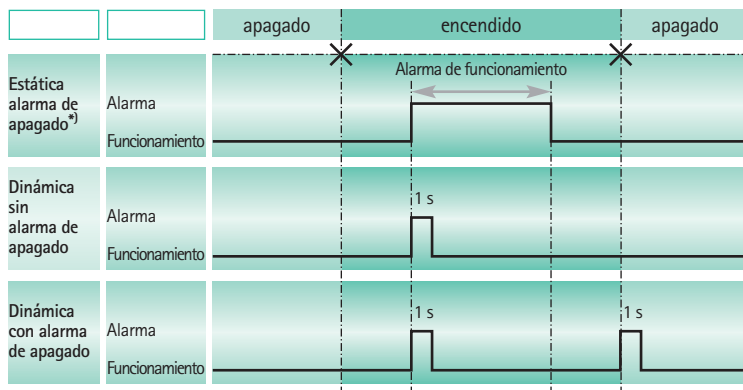 apagado encendido apagado
Alarma de funcionamiento
Estática
alarma de
apagado*)
Alarma
Funcionamiento
Dinámica
sin
alarma de
apagado
Alarma
Funcionamiento
1 s
Dinámica
con alarma
de apagado
Alarma
Funcionamiento
1 s 1 s